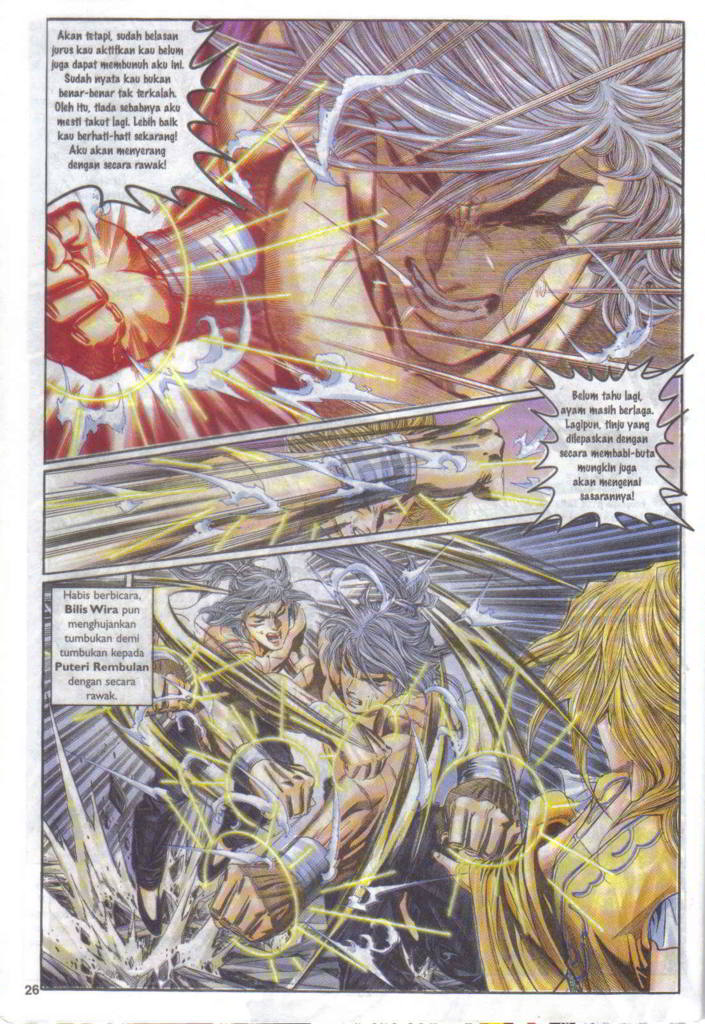 Akan tetapi, sudah belasan
jurus kau aktifkan kau belum
juga dapat membunuh aku ini.
Sudah nyata kau bukan
benar-benar tak terkalah.
Oleh itu, tiada sebabnya aku
mesti takut lagi. Lebih baik
kau berhati-hati sekarang!
Aku akan menyerang
dengan secara rawak!
Belum tahu lagi,
ayam masih berlaga.
Lagipun, tinju yang
dilepaskan dengan
secara membabi-buta
mungkin juga
akan mengenai
sasarannya!
Habis berbicara,
Bilis Wira pun
menghujankan
tumbukan demi
tumbukan kepada
Puteri Rembulan
dengan secara
rawak.
26